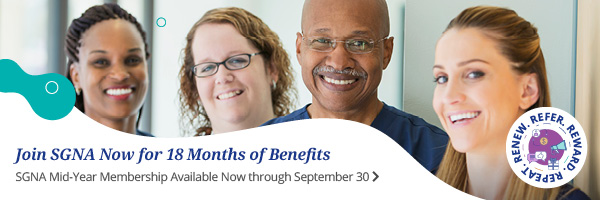 Join SGNA Now for 18 Months of Benefits
SGNA Mid-Year Membership Available Now through September 30
RENEW. REFER. REWARD. REPEAT.